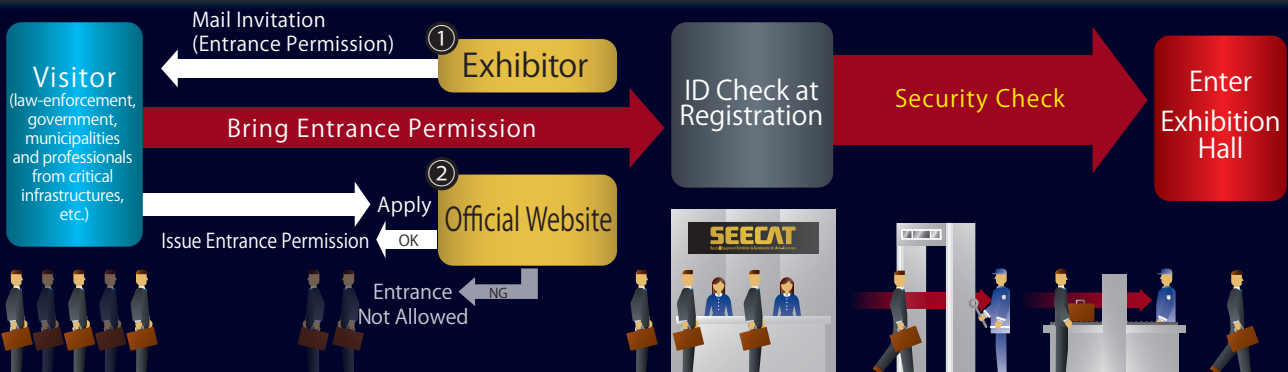 Mail Invitation
(Entrance Permission)
①
Exhibitor
Visitor
(law-enforcement,
government,
municipalities
and professionals
from critical
infrastructures,
etc.)
Bring Entrance Permission
②
Official Website
Apply
Issue Entrance Permission
OK
Entrance
Not Allowed
NG
ID Check at
Registration
Security Check
Enter
Exhibition
Hall
SEECAT